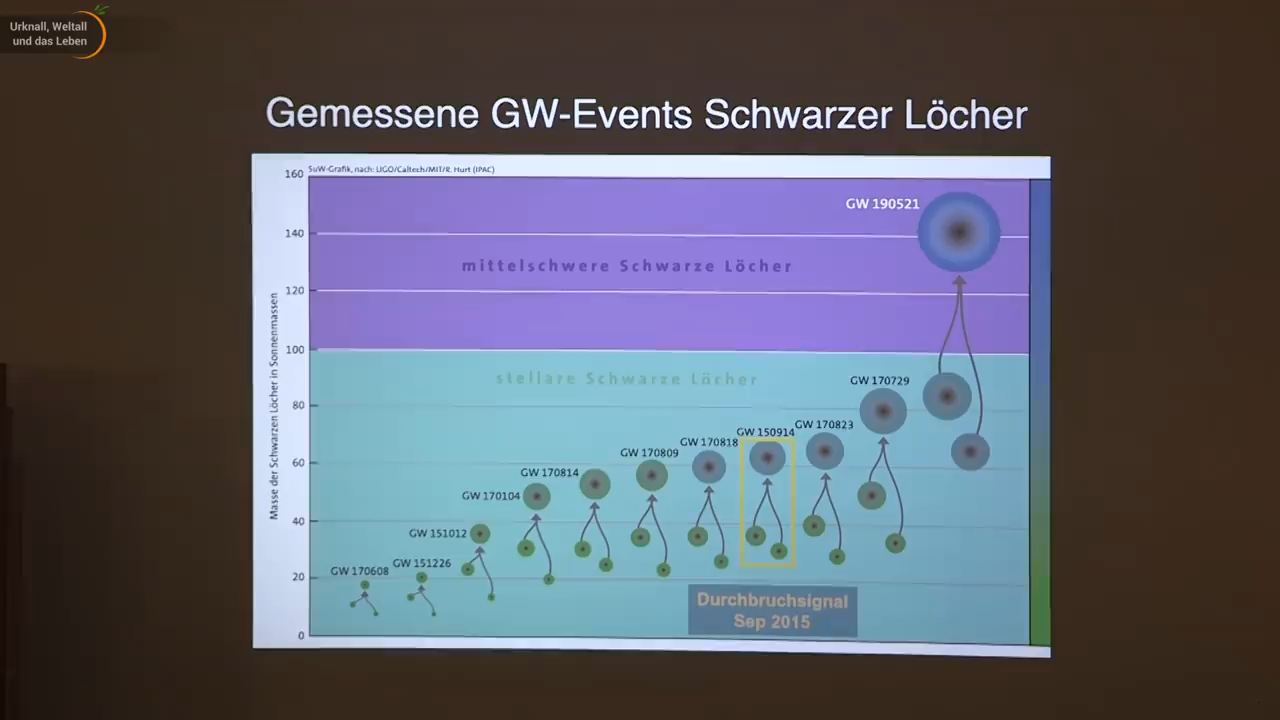 Urknall, Weltall
und das Leben
Gemessene GW-Events Schwarzer Löcher
SuW-Grafik, nach: LIGO/Caltech/MIT/R. Hurt (IPAC)
Masse der Schwarzen Löcher in Sonnenmassen
160
140
120
100
80
60
40
20
0
mittelschwere Schwarze Löcher
stellare Schwarze Löcher
GW 190521
GW 170729
GW 170823
GW 150914
GW 170818
GW 170809
GW 170814
GW 170104
GW 151012
GW 151226
GW 170608
Durchbruchsignal
Sep 2015